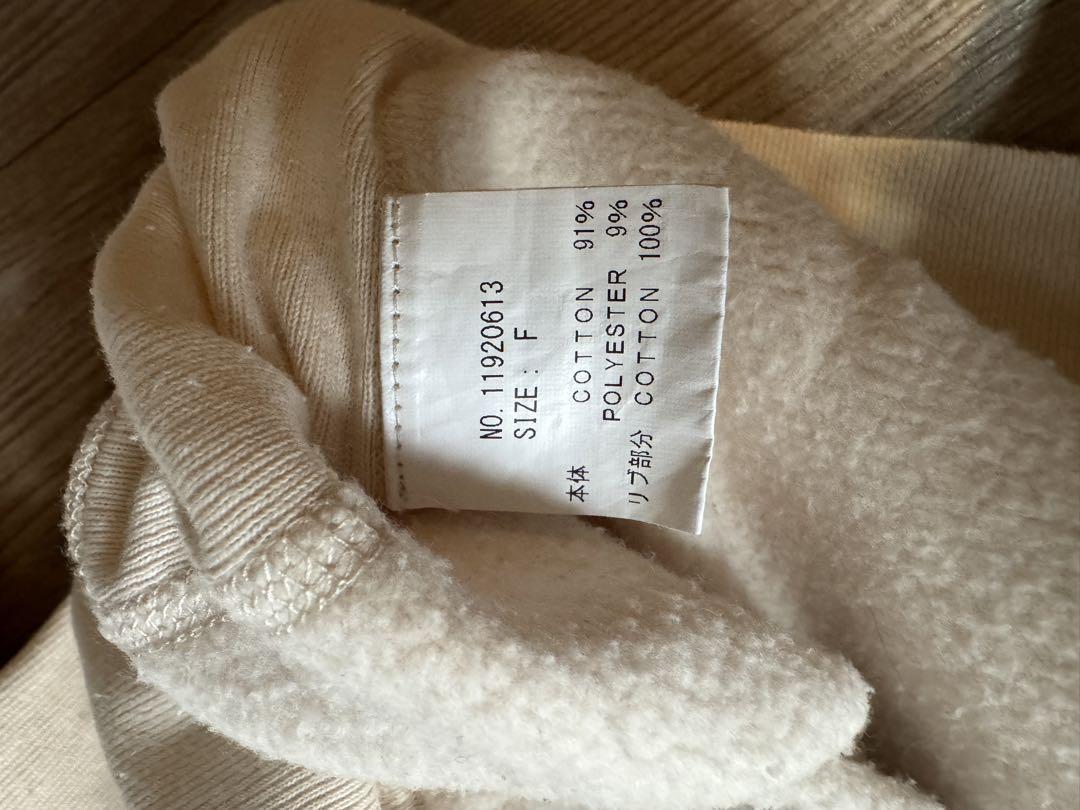 NO. 11920613
SIZE: F
本体 COTTON 91%
POLYESTER 9%
リブ部分 COTTON 100%